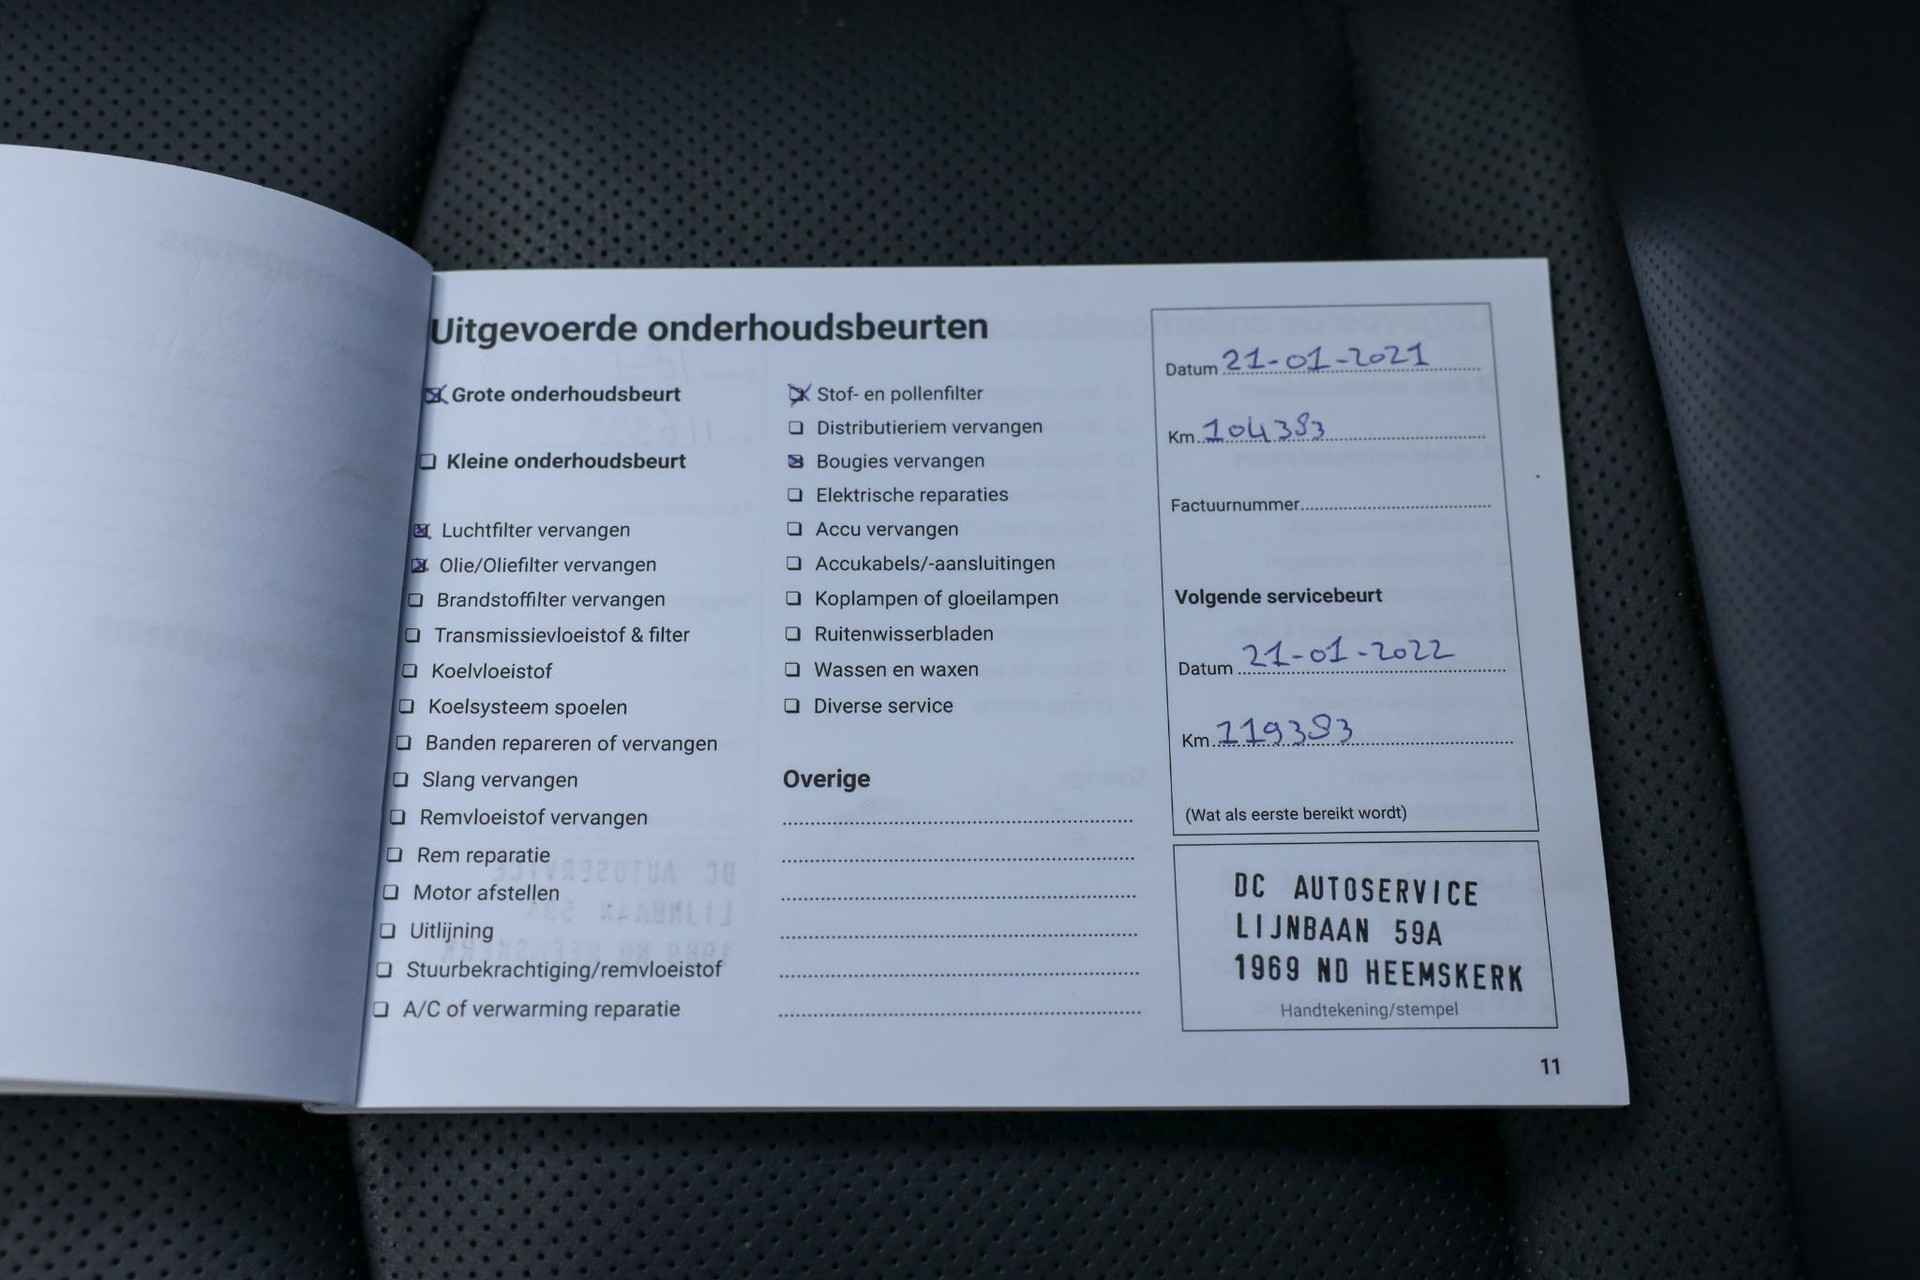 Uitgevoerde onderhoudsbeurten
Grote onderhoudsbeurt
Kleine onderhoudsbeurt
Luchtfilter vervangen
Olie/Oliefilter vervangen
Brandstoffilter vervangen
Transmissievloeistof & filter
Koelvloeistof
Koelsysteem spoelen
Banden repareren of vervangen
Slang vervangen
Remvloeistof vervangen
Rem reparatie
Motor afstellen
Uitlijning
Stuurbekrachtiging/remvloeistof
A/C of verwarming reparatie
Stof- en pollenfilter
Distributieriem vervangen
Bougies vervangen
Elektrische reparaties
Accu vervangen
Accukabels/-aansluitingen
Koplampen of gloeilampen
Ruitenwisserbladen
Wassen en waxen
Diverse service
Overige
Datum 21-01-2021
Km 104383
Factuurnummer
Volgende servicebeurt
Datum 21-01-2022
Km 119383
(Wat als eerste bereikt wordt)
DC AUTOSERVICE
LIJNBAAN 59A
1969 ND HEEMSKERK
Handtekening/stempel
11